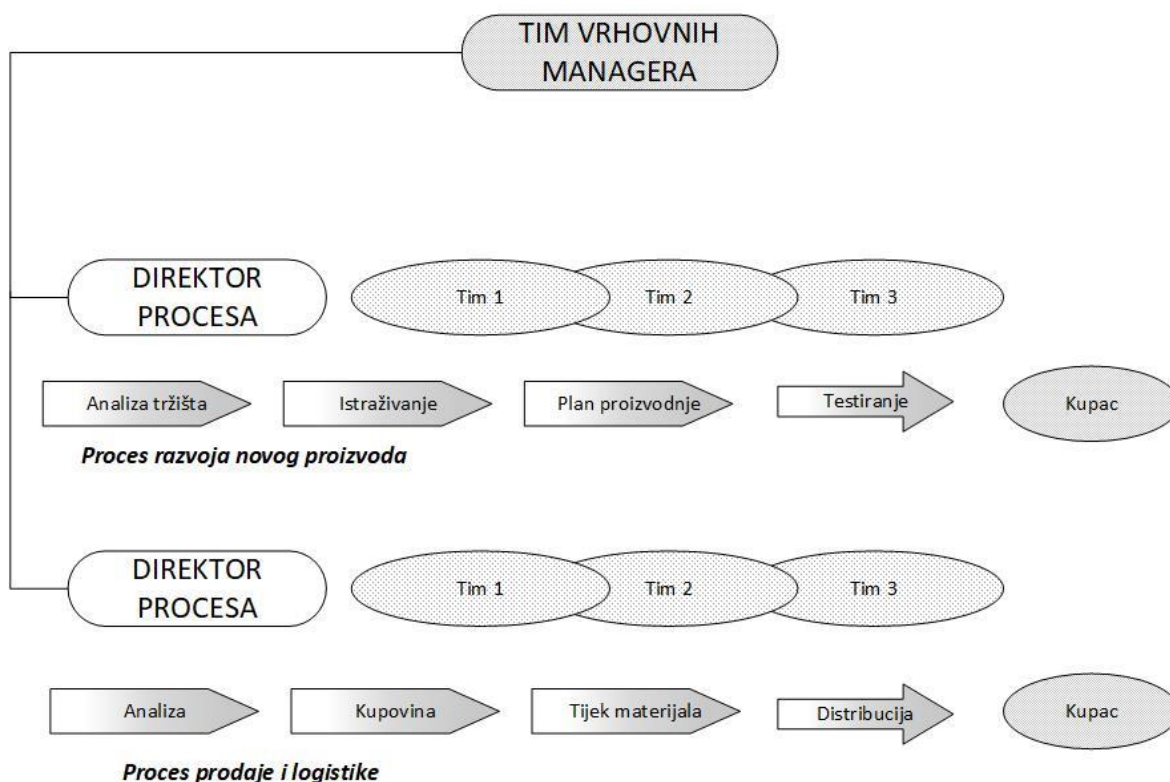 TIM VRHOVNIH
MANAGERA
DIREKTOR
PROCESA
Tim 1
Tim 2
Tim 3
Analiza tržišta
Istraživanje
Plan proizvodnje
Testiranje
Kupac
Proces razvoja novog proizvoda
DIREKTOR
PROCESA
Tim 1
Tim 2
Tim 3
Analiza
Kupovina
Tijek materijala
Distribucija
Kupac
Proces prodaje i logistike